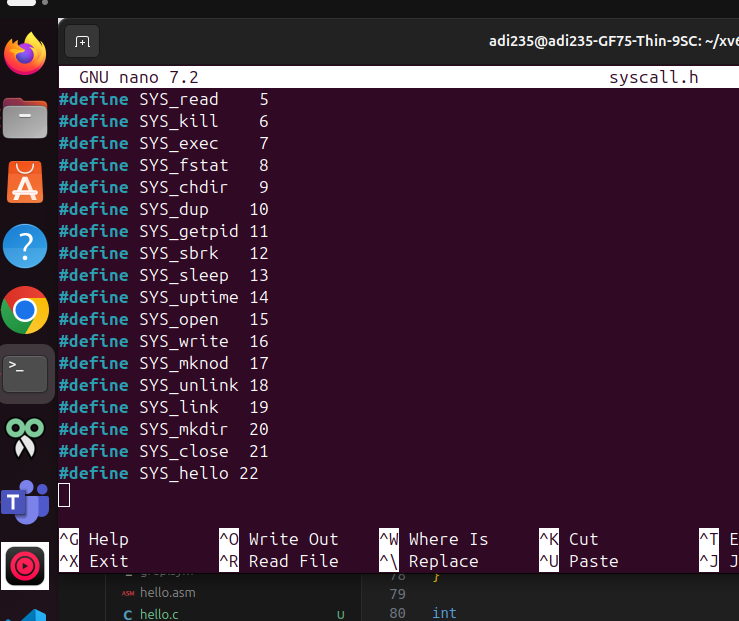 adi235@adi235-GF75-Thin-9SC: ~/xv6
GNU nano 7.2 syscall.h
#define SYS_read 5
#define SYS_kill 6
#define SYS_exec 7
#define SYS_fstat 8
#define SYS_chdir 9
#define SYS_dup 10
#define SYS_getpid 11
#define SYS_sbrk 12
#define SYS_sleep 13
#define SYS_uptime 14
#define SYS_open 15
#define SYS_write 16
#define SYS_mknod 17
#define SYS_unlink 18
#define SYS_link 19
#define SYS_mkdir 20
#define SYS_close 21
#define SYS_hello 22
^G Help ^O Write Out ^W Where Is ^K Cut ^T E
^X Exit ^R Read File ^\ Replace ^U Paste ^J J
78 }
ASM hello.asm 79
C hello.c U 80 int